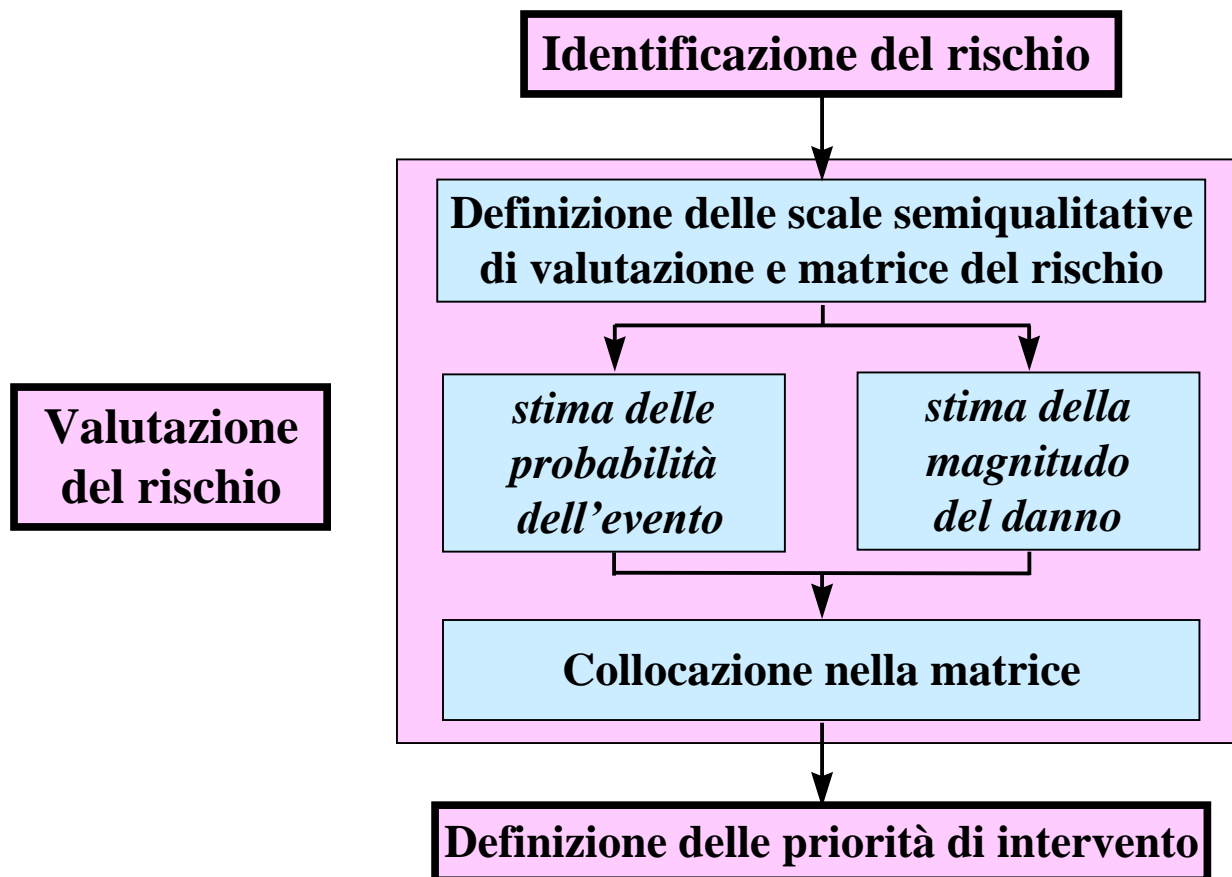 Identificazione del rischio
Definizione delle scale semiqualitative
di valutazione e matrice del rischio
Valutazione
del rischio
stima delle
probabilità
dell’evento
stima della
magnitudo
del danno
Collocazione nella matrice
Definizione delle priorità di intervento